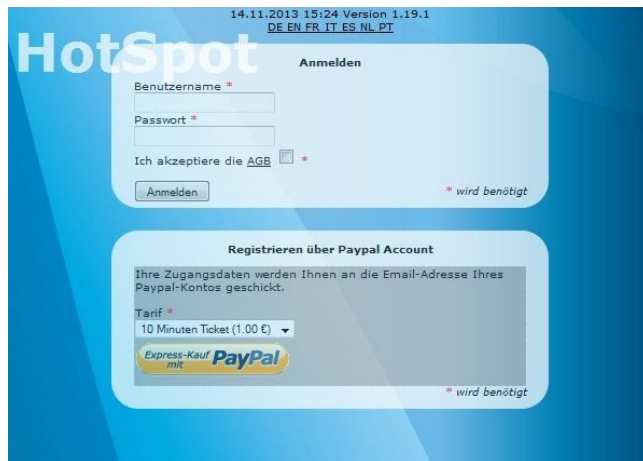 14.11.2013 15:24 Version 1.19.1
DE EN FR IT ES NL PT
HotSpot
Anmelden
Benutzername *
Passwort *
Ich akzeptiere die AGB *
Anmelden
* wird benötigt
Registrieren über Paypal Account
Ihre Zugangsdaten werden Ihnen an die Email-Adresse Ihres
Paypal-Kontos geschickt.
Tarif *
10 Minuten Ticket (1.00 €)
Express-Kauf
mit PayPal
* wird benötigt